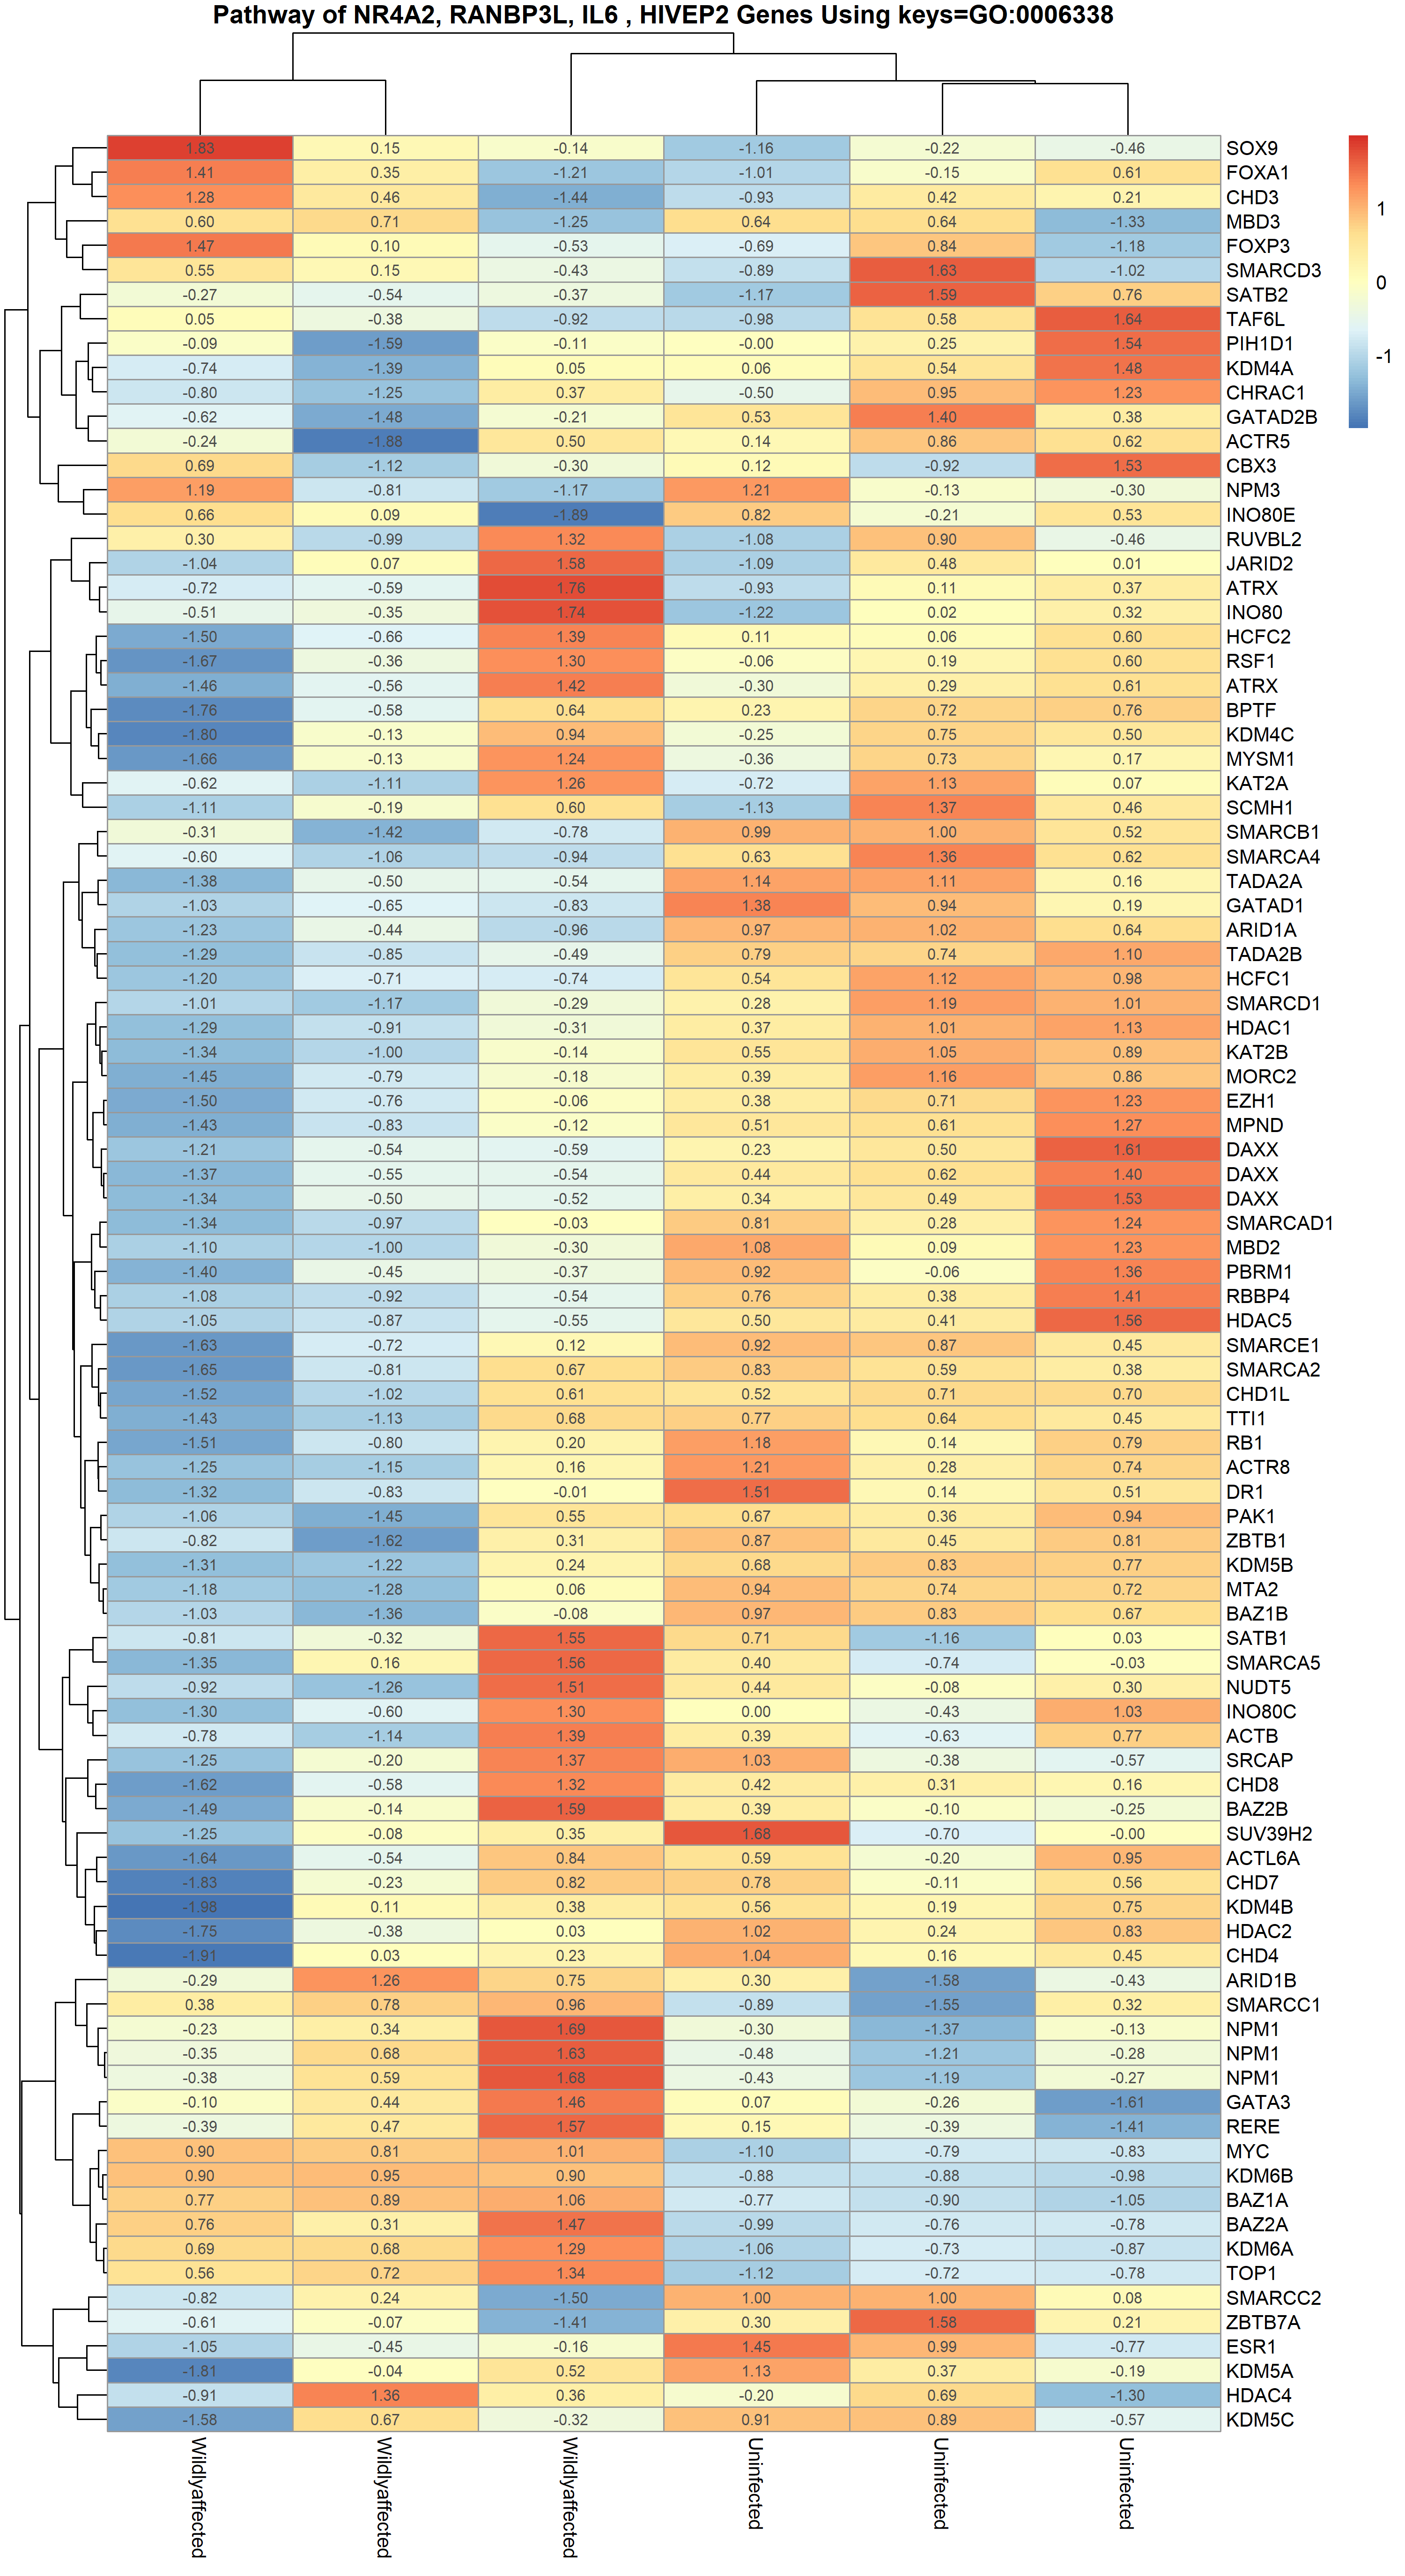 Pathway of NR4A2, RANBP3L, IL6 , HIVEP2 Genes Using keys=GO:0006338
1.83 0.15 -0.14 -1.16 -0.22 -0.46 SOX9
1.41 0.35 -1.21 -1.01 -0.15 0.61 FOXA1
1.28 0.46 -1.44 -0.93 0.42 0.21 CHD3
0.60 0.71 -1.25 0.64 0.64 -1.33 MBD3
1.47 0.10 -0.53 -0.69 0.84 -1.18 FOXP3
0.55 0.15 -0.43 -0.89 1.63 -1.02 SMARCD3
-0.27 -0.54 -0.37 -1.17 1.59 0.76 SATB2
0.05 -0.38 -0.92 -0.98 0.58 1.64 TAF6L
-0.09 -1.59 -0.11 -0.00 0.25 1.54 PIH1D1
-0.74 -1.39 0.05 0.06 0.54 1.48 KDM4A
-0.80 -1.25 0.37 -0.50 0.95 1.23 CHRAC1
-0.62 -1.48 -0.21 0.53 1.40 0.38 GATAD2B
-0.24 -1.88 0.50 0.14 0.86 0.62 ACTR5
0.69 -1.12 -0.30 0.12 -0.92 1.53 CBX3
1.19 -0.81 -1.17 1.21 -0.13 -0.30 NPM3
0.66 0.09 -1.89 0.82 -0.21 0.53 INO80E
0.30 -0.99 1.32 -1.08 0.90 -0.46 RUVBL2
-1.04 0.07 1.58 -1.09 0.48 0.01 JARID2
-0.72 -0.59 1.76 -0.93 0.11 0.37 ATRX
-0.51 -0.35 1.74 -1.22 0.02 0.32 INO80
-1.50 -0.66 1.39 0.11 0.06 0.60 HCFC2
-1.67 -0.36 1.30 -0.06 0.19 0.60 RSF1
-1.46 -0.56 1.42 -0.30 0.29 0.61 ATRX
-1.76 -0.58 0.64 0.23 0.72 0.76 BPTF
-1.80 -0.13 0.94 -0.25 0.75 0.50 KDM4C
-1.66 -0.13 1.24 -0.36 0.73 0.17 MYSM1
-0.62 -1.11 1.26 -0.72 1.13 0.07 KAT2A
-1.11 -0.19 0.60 -1.13 1.37 0.46 SCMH1
-0.31 -1.42 -0.78 0.99 1.00 0.52 SMARCB1
-0.60 -1.06 -0.94 0.63 1.36 0.62 SMARCA4
-1.38 -0.50 -0.54 1.14 1.11 0.16 TADA2A
-1.03 -0.65 -0.83 1.38 0.94 0.19 GATAD1
-1.23 -0.44 -0.96 0.97 1.02 0.64 ARID1A
-1.29 -0.85 -0.49 0.79 0.74 1.10 TADA2B
-1.20 -0.71 -0.74 0.54 1.12 0.98 HCFC1
-1.01 -1.17 -0.29 0.28 1.19 1.01 SMARCD1
-1.29 -0.91 -0.31 0.37 1.01 1.13 HDAC1
-1.34 -1.00 -0.14 0.55 1.05 0.89 KAT2B
-1.45 -0.79 -0.18 0.39 1.16 0.86 MORC2
-1.50 -0.76 -0.06 0.38 0.71 1.23 EZH1
-1.43 -0.83 -0.12 0.51 0.61 1.27 MPND
-1.21 -0.54 -0.59 0.23 0.50 1.61 DAXX
-1.37 -0.55 -0.54 0.44 0.62 1.40 DAXX
-1.34 -0.50 -0.52 0.34 0.49 1.53 DAXX
-1.34 -0.97 -0.03 0.81 0.28 1.24 SMARCAD1
-1.10 -1.00 -0.30 1.08 0.09 1.23 MBD2
-1.40 -0.45 -0.37 0.92 -0.06 1.36 PBRM1
-1.08 -0.92 -0.54 0.76 0.38 1.41 RBBP4
-1.05 -0.87 -0.55 0.50 0.41 1.56 HDAC5
-1.63 -0.72 0.12 0.92 0.87 0.45 SMARCE1
-1.65 -0.81 0.67 0.83 0.59 0.38 SMARCA2
-1.52 -1.02 0.61 0.52 0.71 0.70 CHD1L
-1.43 -1.13 0.68 0.77 0.64 0.45 TTI1
-1.51 -0.80 0.20 1.18 0.14 0.79 RB1
-1.25 -1.15 0.16 1.21 0.28 0.74 ACTR8
-1.32 -0.83 -0.01 1.51 0.14 0.51 DR1
-1.06 -1.45 0.55 0.67 0.36 0.94 PAK1
-0.82 -1.62 0.31 0.87 0.45 0.81 ZBTB1
-1.31 -1.22 0.24 0.68 0.83 0.77 KDM5B
-1.18 -1.28 0.06 0.94 0.74 0.72 MTA2
-1.03 -1.36 -0.08 0.97 0.83 0.67 BAZ1B
-0.81 -0.32 1.55 0.71 -1.16 0.03 SATB1
-1.35 0.16 1.56 0.40 -0.74 -0.03 SMARCA5
-0.92 -1.26 1.51 0.44 -0.08 0.30 NUDT5
-1.30 -0.60 1.30 0.00 -0.43 1.03 INO80C
-0.78 -1.14 1.39 0.39 -0.63 0.77 ACTB
-1.25 -0.20 1.37 1.03 -0.38 -0.57 SRCAP
-1.62 -0.58 1.32 0.42 0.31 0.16 CHD8
-1.49 -0.14 1.59 0.39 -0.10 -0.25 BAZ2B
-1.25 -0.08 0.35 1.68 -0.70 -0.00 SUV39H2
-1.64 -0.54 0.84 0.59 -0.20 0.95 ACTL6A
-1.83 -0.23 0.82 0.78 -0.11 0.56 CHD7
-1.98 0.11 0.38 0.56 0.19 0.75 KDM4B
-1.75 -0.38 0.03 1.02 0.24 0.83 HDAC2
-1.91 0.03 0.23 1.04 0.16 0.45 CHD4
-0.29 1.26 0.75 0.30 -1.58 -0.43 ARID1B
0.38 0.78 0.96 -0.89 -1.55 0.32 SMARCC1
-0.23 0.34 1.69 -0.30 -1.37 -0.13 NPM1
-0.35 0.68 1.63 -0.48 -1.21 -0.28 NPM1
-0.38 0.59 1.68 -0.43 -1.19 -0.27 NPM1
-0.10 0.44 1.46 0.07 -0.26 -1.61 GATA3
-0.39 0.47 1.57 0.15 -0.39 -1.41 RERE
0.90 0.81 1.01 -1.10 -0.79 -0.83 MYC
0.90 0.95 0.90 -0.88 -0.88 -0.98 KDM6B
0.77 0.89 1.06 -0.77 -0.90 -1.05 BAZ1A
0.76 0.31 1.47 -0.99 -0.76 -0.78 BAZ2A
0.69 0.68 1.29 -1.06 -0.73 -0.87 KDM6A
0.56 0.72 1.34 -1.12 -0.72 -0.78 TOP1
-0.82 0.24 -1.50 1.00 1.00 0.08 SMARCC2
-0.61 -0.07 -1.41 0.30 1.58 0.21 ZBTB7A
-1.05 -0.45 -0.16 1.45 0.99 -0.77 ESR1
-1.81 -0.04 0.52 1.13 0.37 -0.19 KDM5A
-0.91 1.36 0.36 -0.20 0.69 -1.30 HDAC4
-1.58 0.67 -0.32 0.91 0.89 -0.57 KDM5C
Wildlyaffected Wildlyaffected Wildlyaffected Uninfected Uninfected Uninfected
1
0
-1